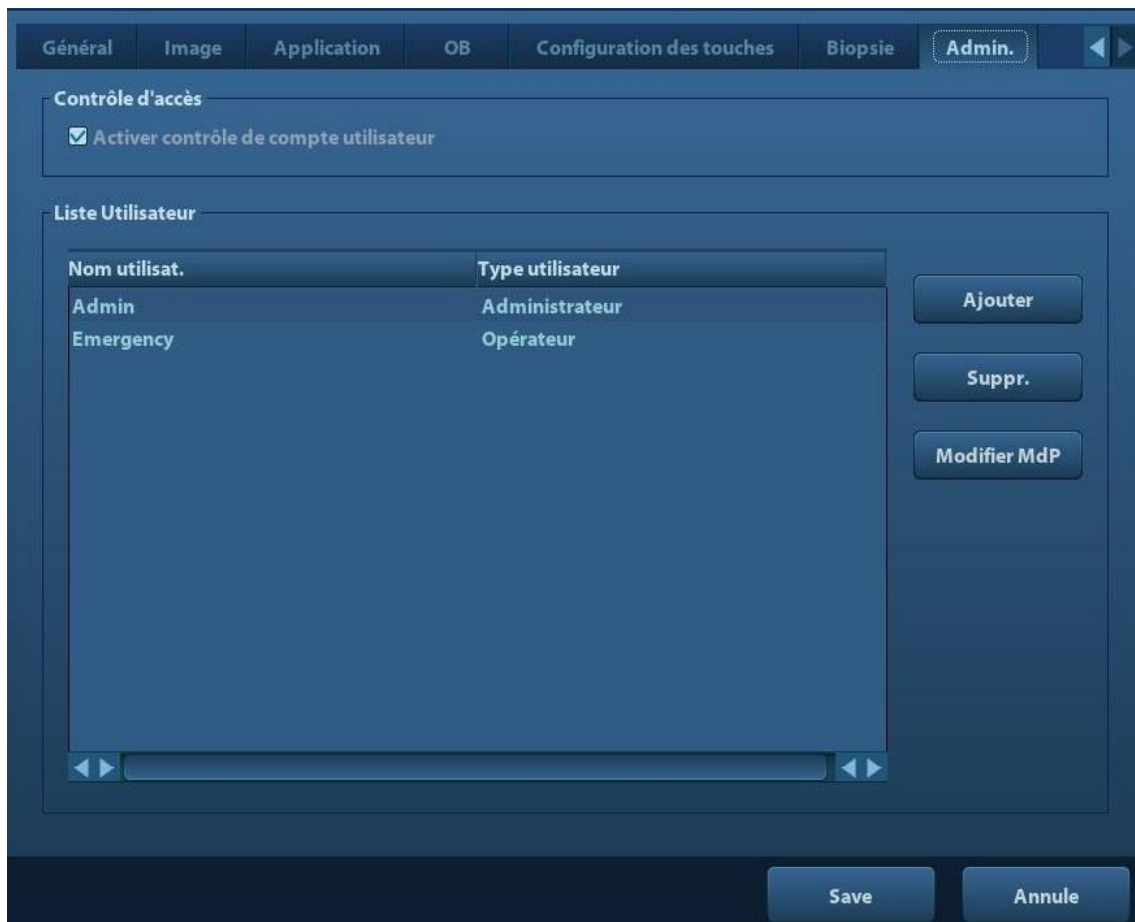 Général Image Application OB Configuration des touches Biopsie Admin.
Contrôle d'accès
Activer contrôle de compte utilisateur
Liste Utilisateur
Nom utilisat. Type utilisateur
Admin Administrateur
Emergency Opérateur
Ajouter
Suppr.
Modifier MdP
Save Annule